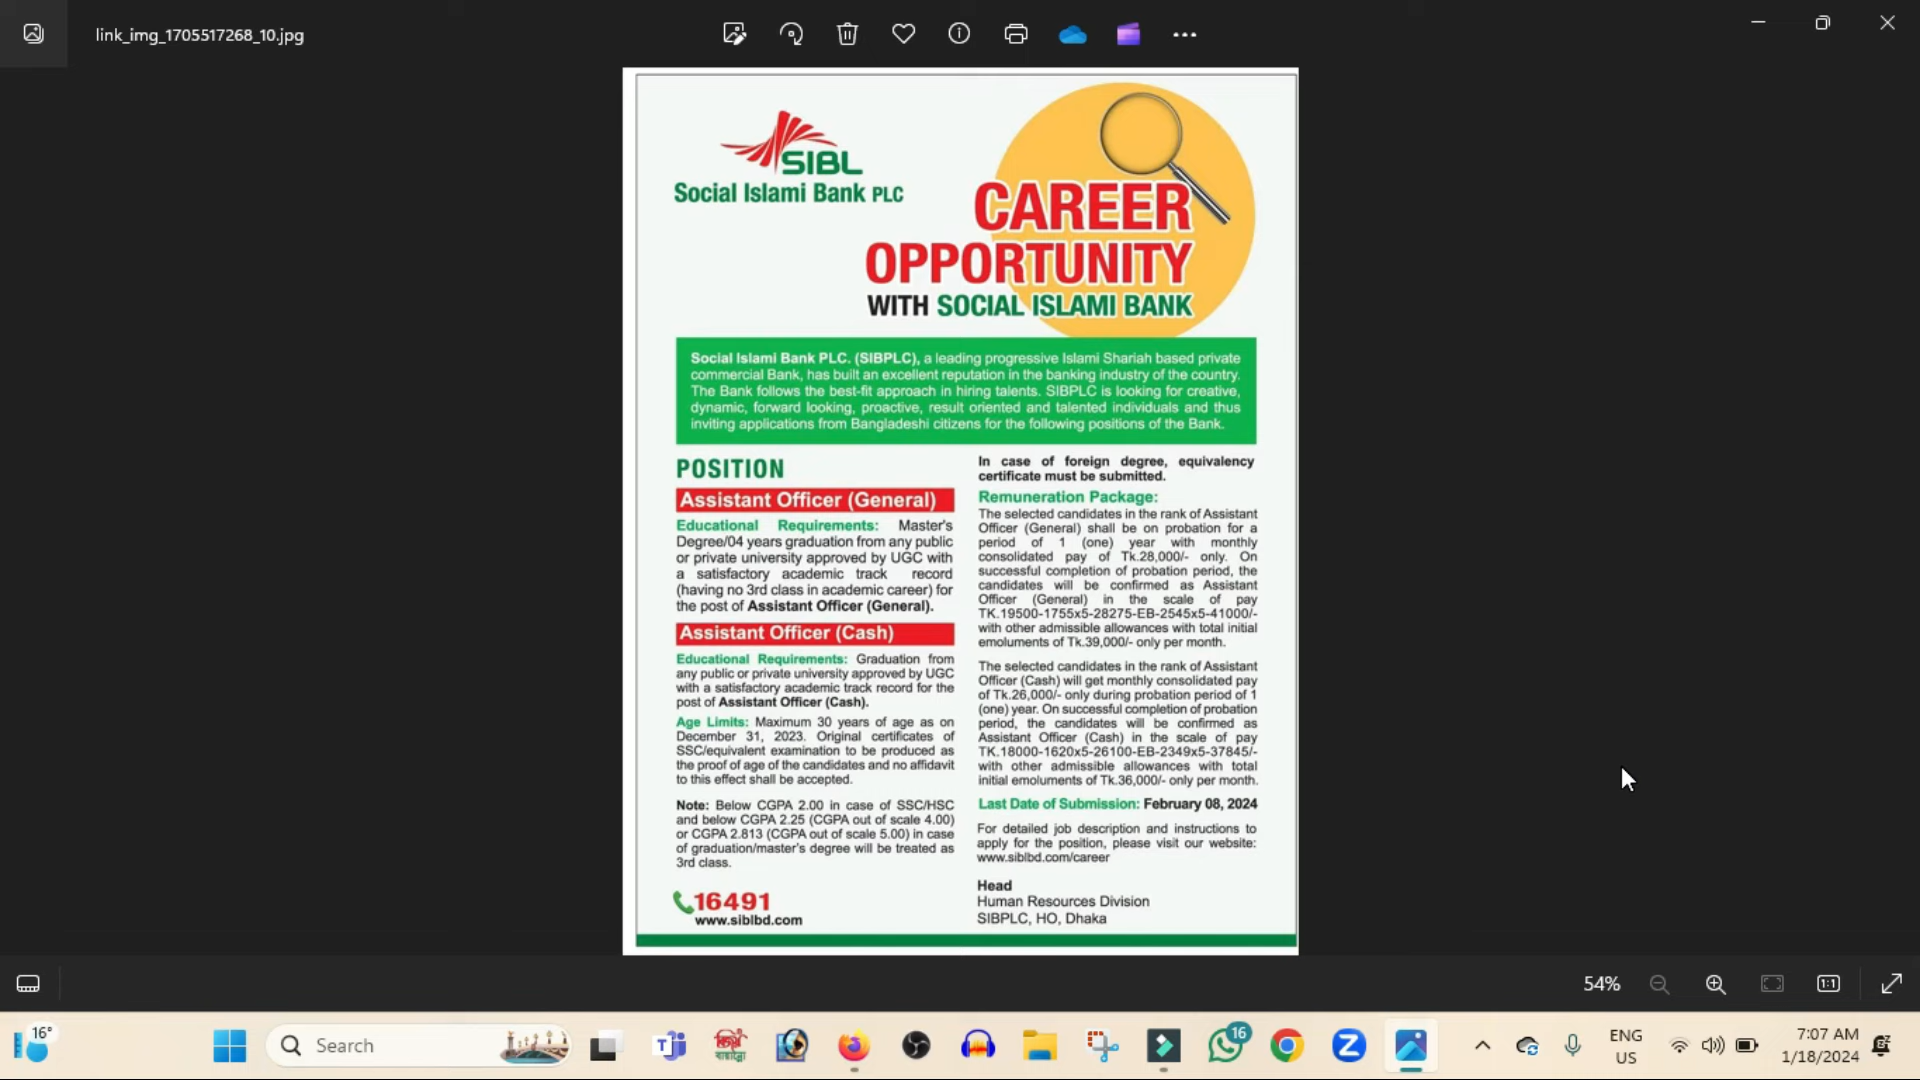 link_img_1705517268_10.jpg
SIBL
Social Islami Bank PLC
CAREER
OPPORTUNITY
WITH SOCIAL ISLAMI BANK
Social Islami Bank PLC. (SIBPLC), a leading progressive Islami Shariah based private
commercial Bank, has built an excellent reputation in the banking industry of the country.
The Bank follows the best-fit approach in hiring talents. SIBPLC is looking for creative,
dynamic, forward looking, proactive, result oriented and talented individuals and thus
inviting applications from Bangladeshi citizens for the following positions of the Bank.
POSITION
Assistant Officer (General)
Educational Requirements: Master's
Degree/04 years graduation from any public
or private university approved by UGC with
a satisfactory academic track record
(having no 3rd class in academic career) for
the post of Assistant Officer (General).
Assistant Officer (Cash)
Educational Requirements: Graduation from
any public or private university approved by UGC
with a satisfactory academic track record for the
post of Assistant Officer (Cash).
Age Limits: Maximum 30 years of age as on
December 31, 2023. Original certificates of
SSC/equivalent examination to be produced as
the proof of age of the candidates and no affidavit
to this effect shall be accepted.
Note: Below CGPA 2.00 in case of SSC/HSC
and below CGPA 2.25 (CGPA out of scale 4.00)
or CGPA 2.813 (CGPA out of scale 5.00) in case
of graduation/master's degree will be treated as
3rd class.
16491
www.siblbd.com
In case of foreign degree, equivalency
certificate must be submitted.
Remuneration Package:
The selected candidates in the rank of Assistant
Officer (General) shall be on probation for a
period of 1 (one) year with monthly
consolidated pay of Tk.28,000/- only. On
successful completion of probation period, the
candidates will be confirmed as Assistant
Officer (General) in the scale of pay
TK.19500-1755x5-28275-EB-2545x5-41000/-
with other admissible allowances with total initial
emoluments of Tk.39,000/- only per month.
The selected candidates in the rank of Assistant
Officer (Cash) will get monthly consolidated pay
of Tk.26,000/- only during probation period of 1
(one) year. On successful completion of probation
period, the candidates will be confirmed as
Assistant Officer (Cash) in the scale of pay
TK.18000-1620x5-26100-EB-2349x5-37845/-
with other admissible allowances with total
initial emoluments of Tk.36,000/- only per month.
Last Date of Submission: February 08, 2024
For detailed job description and instructions to
apply for the position, please visit our website:
www.siblbd.com/career
Head
Human Resources Division
SIBPLC, HO, Dhaka
54%
1:1
16°
Search
16
ENG
US
7:07 AM
1/18/2024